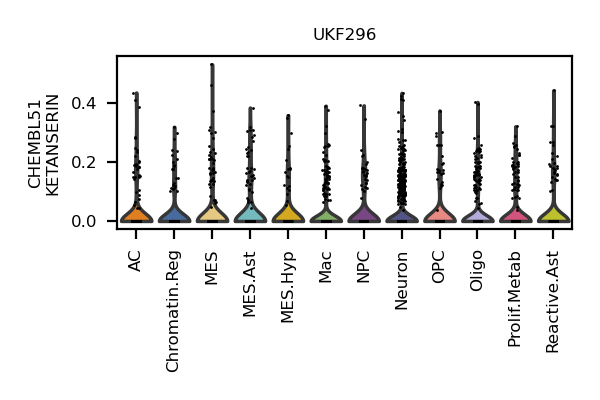 UKF296
CHEMBL51
KETANSERIN
0.4
0.2
0.0
AC
Chromatin.Reg
MES
MES.Ast
MES.Hyp
Mac
NPC
Neuron
OPC
Oligo
Prolif.Metab
Reactive.Ast